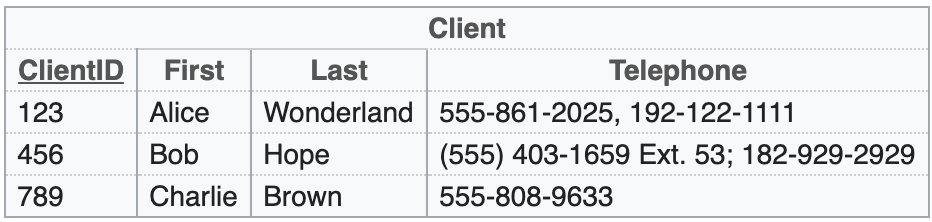 Client
ClientID First Last Telephone
123 Alice Wonderland 555-861-2025, 192-122-1111
456 Bob Hope (555) 403-1659 Ext. 53; 182-929-2929
789 Charlie Brown 555-808-9633